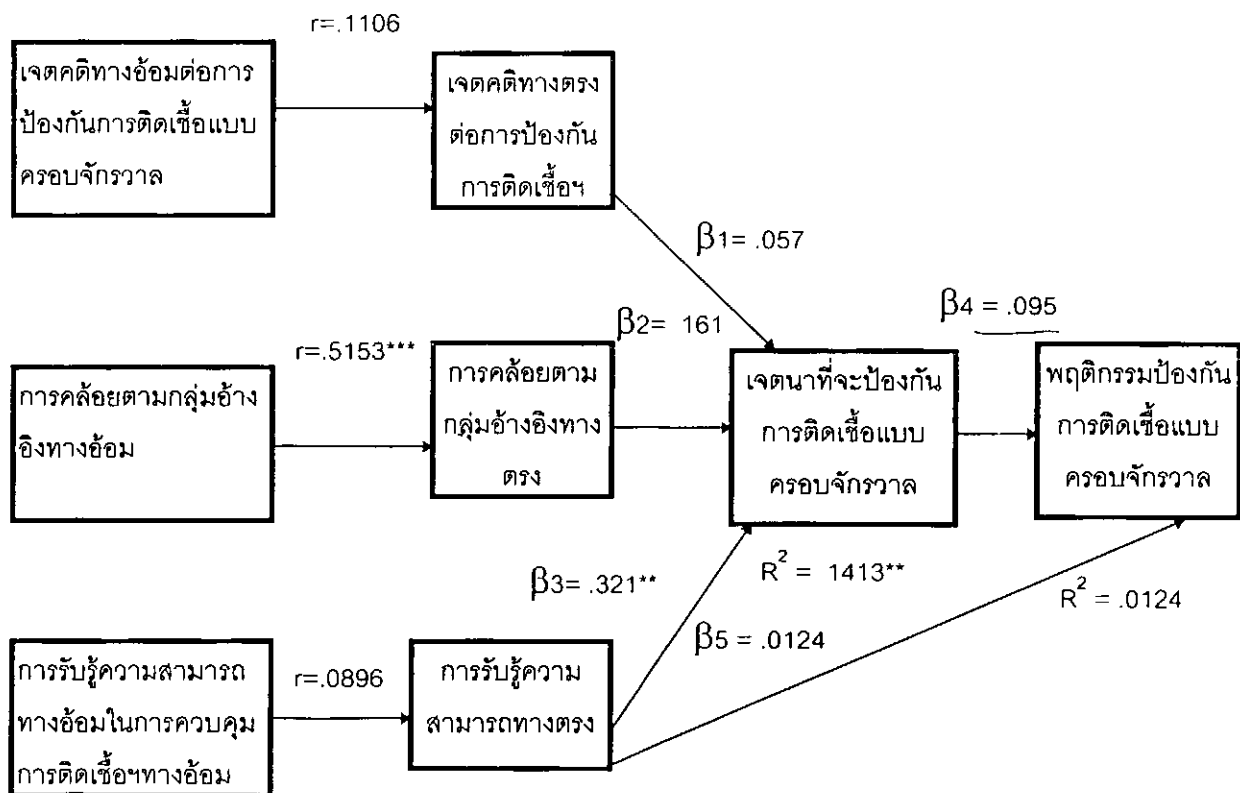 r=.1106
เจตคติทางอ้อมต่อการ
ป้องกันการติดเชื้อแบบ
ครอบจักรวาล
เจตคติทางตรง
ต่อการป้องกัน
การติดเชื้อฯ
β1= .057
β2= 161
β4 = .095
r=.5153***
การคล้อยตามกลุ่มอ้าง
อิงทางอ้อม
การคล้อยตาม
กลุ่มอ้างอิงทาง
ตรง
เจตนาที่จะป้องกัน
การติดเชื้อแบบ
ครอบจักรวาล
พฤติกรรมป้องกัน
การติดเชื้อแบบ
ครอบจักรวาล
β3= .321**
R² = 1413**
R² = .0124
β5 = .0124
r=.0896
การรับรู้ความสามารถ
ทางอ้อมในการควบคุม
การติดเชื้อฯทางอ้อม
การรับรู้ความ
สามารถทางตรง